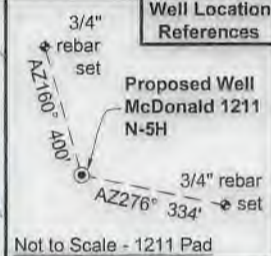 Well Location
References
3/4"
rebar
set
AZ160° 400'
Proposed Well
McDonald 1211
N-5H
3/4" rebar
set
AZ276° 334'
Not to Scale - 1211 Pad